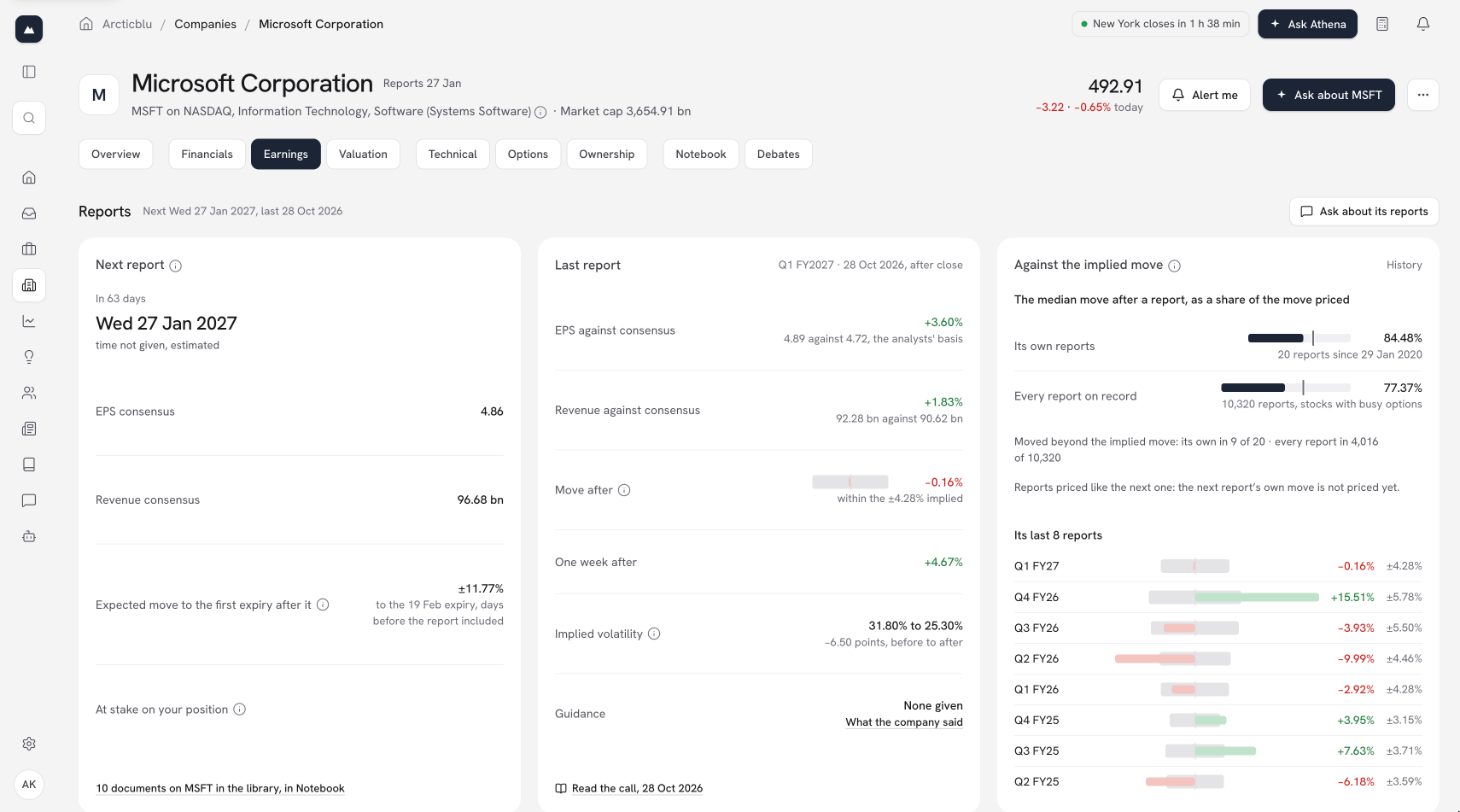 Arcticblu / Companies / Microsoft Corporation
New York closes in 1 h 38 min
Ask Athena
M
Microsoft Corporation Reports 27 Jan
MSFT on NASDAQ, Information Technology, Software (Systems Software) · Market cap 3,654.91 bn
492.91
−3.22 · −0.65% today
Alert me
Ask about MSFT
Overview Financials Earnings Valuation Technical Options Ownership Notebook Debates
Reports Next Wed 27 Jan 2027, last 28 Oct 2026
Ask about its reports
Next report
In 63 days
Wed 27 Jan 2027
time not given, estimated
EPS consensus 4.86
Revenue consensus 96.68 bn
Expected move to the first expiry after it ±11.77%
to the 19 Feb expiry, days
before the report included
At stake on your position
10 documents on MSFT in the library, in Notebook
Last report Q1 FY2027 · 28 Oct 2026, after close
EPS against consensus +3.60%
4.89 against 4.72, the analysts' basis
Revenue against consensus +1.83%
92.28 bn against 90.62 bn
Move after −0.16%
within the ±4.28% implied
One week after +4.67%
Implied volatility 31.80% to 25.30%
−6.50 points, before to after
Guidance None given
What the company said
Read the call, 28 Oct 2026
Against the implied move History
The median move after a report, as a share of the move priced
Its own reports 84.48%
20 reports since 29 Jan 2020
Every report on record 77.37%
10,320 reports, stocks with busy options
Moved beyond the implied move: its own in 9 of 20 · every report in 4,016
of 10,320
Reports priced like the next one: the next report's own move is not priced yet.
Its last 8 reports
Q1 FY27 −0.16% ±4.28%
Q4 FY26 +15.51% ±5.78%
Q3 FY26 −3.93% ±5.50%
Q2 FY26 −9.99% ±4.46%
Q1 FY26 −2.92% ±4.28%
Q4 FY25 +3.95% ±3.15%
Q3 FY25 +7.63% ±3.71%
Q2 FY25 −6.18% ±3.59%
AK